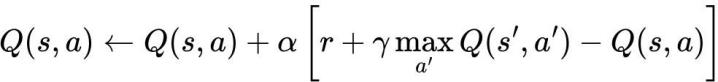 Q(s, a) ← Q(s, a) + α [ r + γ max_{a′} Q(s′, a′) − Q(s, a) ]